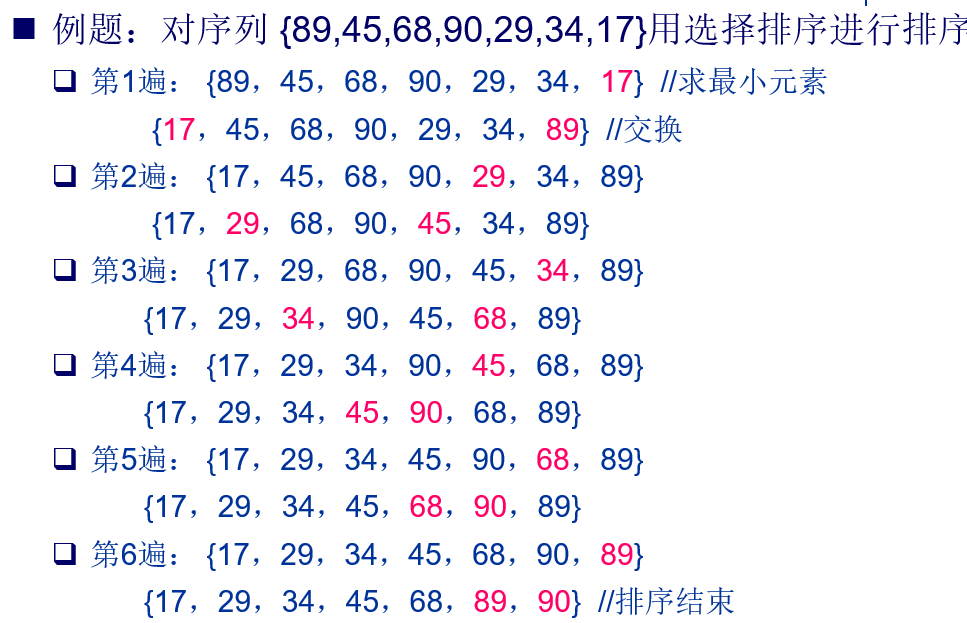 例题：对序列 {89,45,68,90,29,34,17}用选择排序进行排序
第1遍： {89，45，68，90，29，34，17} //求最小元素
{17，45，68，90，29，34，89} //交换
第2遍： {17，45，68，90，29，34，89}
{17，29，68，90，45，34，89}
第3遍： {17，29，68，90，45，34，89}
{17，29，34，90，45，68，89}
第4遍： {17，29，34，90，45，68，89}
{17，29，34，45，90，68，89}
第5遍： {17，29，34，45，90，68，89}
{17，29，34，45，68，90，89}
第6遍： {17，29，34，45，68，90，89}
{17，29，34，45，68，89，90} //排序结束